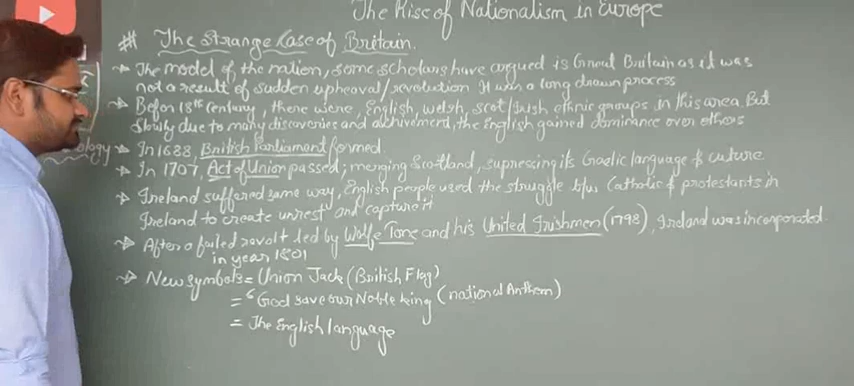 The Rise of Nationalism in Europe
# The Strange Case of Britain.
→ The model of the nation, some scholars have argued is Great Britain as it was
not a result of sudden upheaval/revolution It was a long drawn process
→ Before 18th century, there were, English, welsh, scot/Irish ethnic groups in this area. But
slowly due to many discoveries and achivement, the English gained dominance over others
ology → In 1688, British Parliament formed.
→ In 1707, Act of Union passed; merging Scotland, supressing its Gaelic language & culture
→ Ireland suffered same way, English people used the struggle b/w Catholic & protestants in
Ireland to create unrest and capture it
→ After a failed revolt led by Wolfe Tone and his United Irishmen (1798), Ireland was incorporated
in year 1801
→ New symbols = Union Jack (British Flag)
= "God save our Noble king (national Anthem)
= The English language